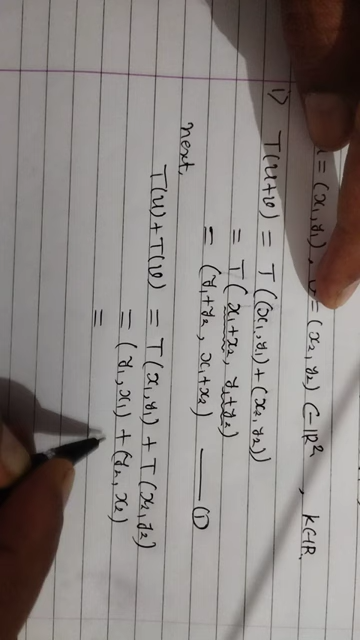 u = (x₁, y₁), v = (x₂, y₂) ∈ ℝ², K ∈ ℝ.
1) T(u+v) = T((x₁, y₁) + (x₂, y₂))
= T(x₁+x₂, y₁+y₂)
= (y₁+y₂, x₁+x₂) —— ①
next,
T(u) + T(v) = T(x₁, y₁) + T(x₂, y₂)
= (y₁, x₁) + (y₂, x₂)
=